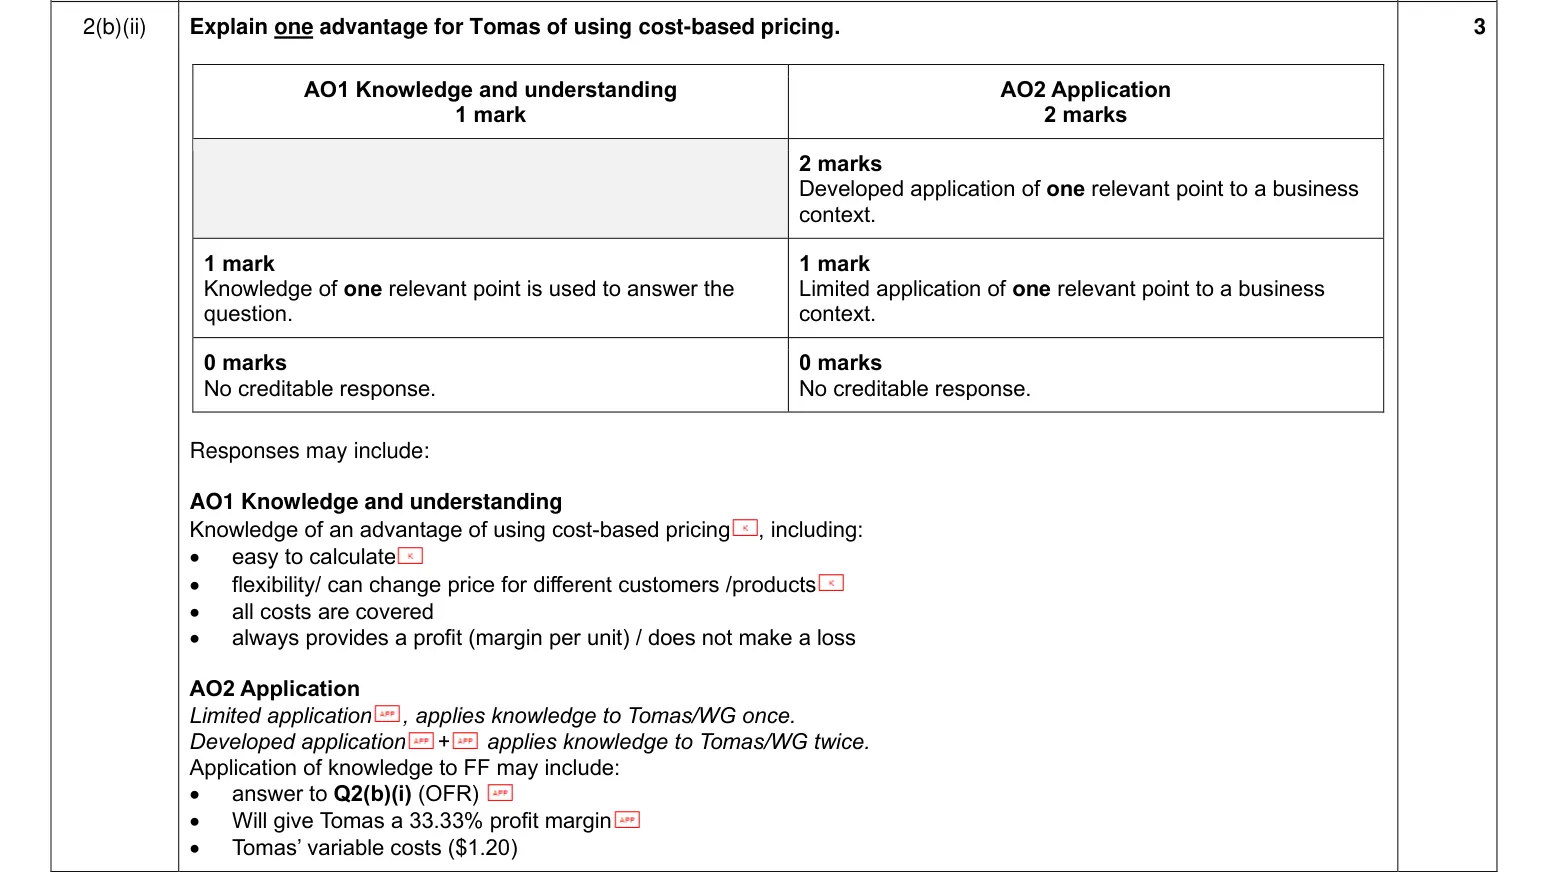 2(b)(ii)
Explain one advantage for Tomas of using cost-based pricing.
3
AO1 Knowledge and understanding
1 mark
AO2 Application
2 marks
2 marks
Developed application of one relevant point to a business
context.
1 mark
Knowledge of one relevant point is used to answer the
question.
1 mark
Limited application of one relevant point to a business
context.
0 marks
No creditable response.
0 marks
No creditable response.
Responses may include:
AO1 Knowledge and understanding
Knowledge of an advantage of using cost-based pricing K, including:
• easy to calculate K
• flexibility/ can change price for different customers /products K
• all costs are covered
• always provides a profit (margin per unit) / does not make a loss
AO2 Application
Limited application APP, applies knowledge to Tomas/WG once.
Developed application APP + APP applies knowledge to Tomas/WG twice.
Application of knowledge to FF may include:
• answer to Q2(b)(i) (OFR) APP
• Will give Tomas a 33.33% profit margin APP
• Tomas' variable costs ($1.20)